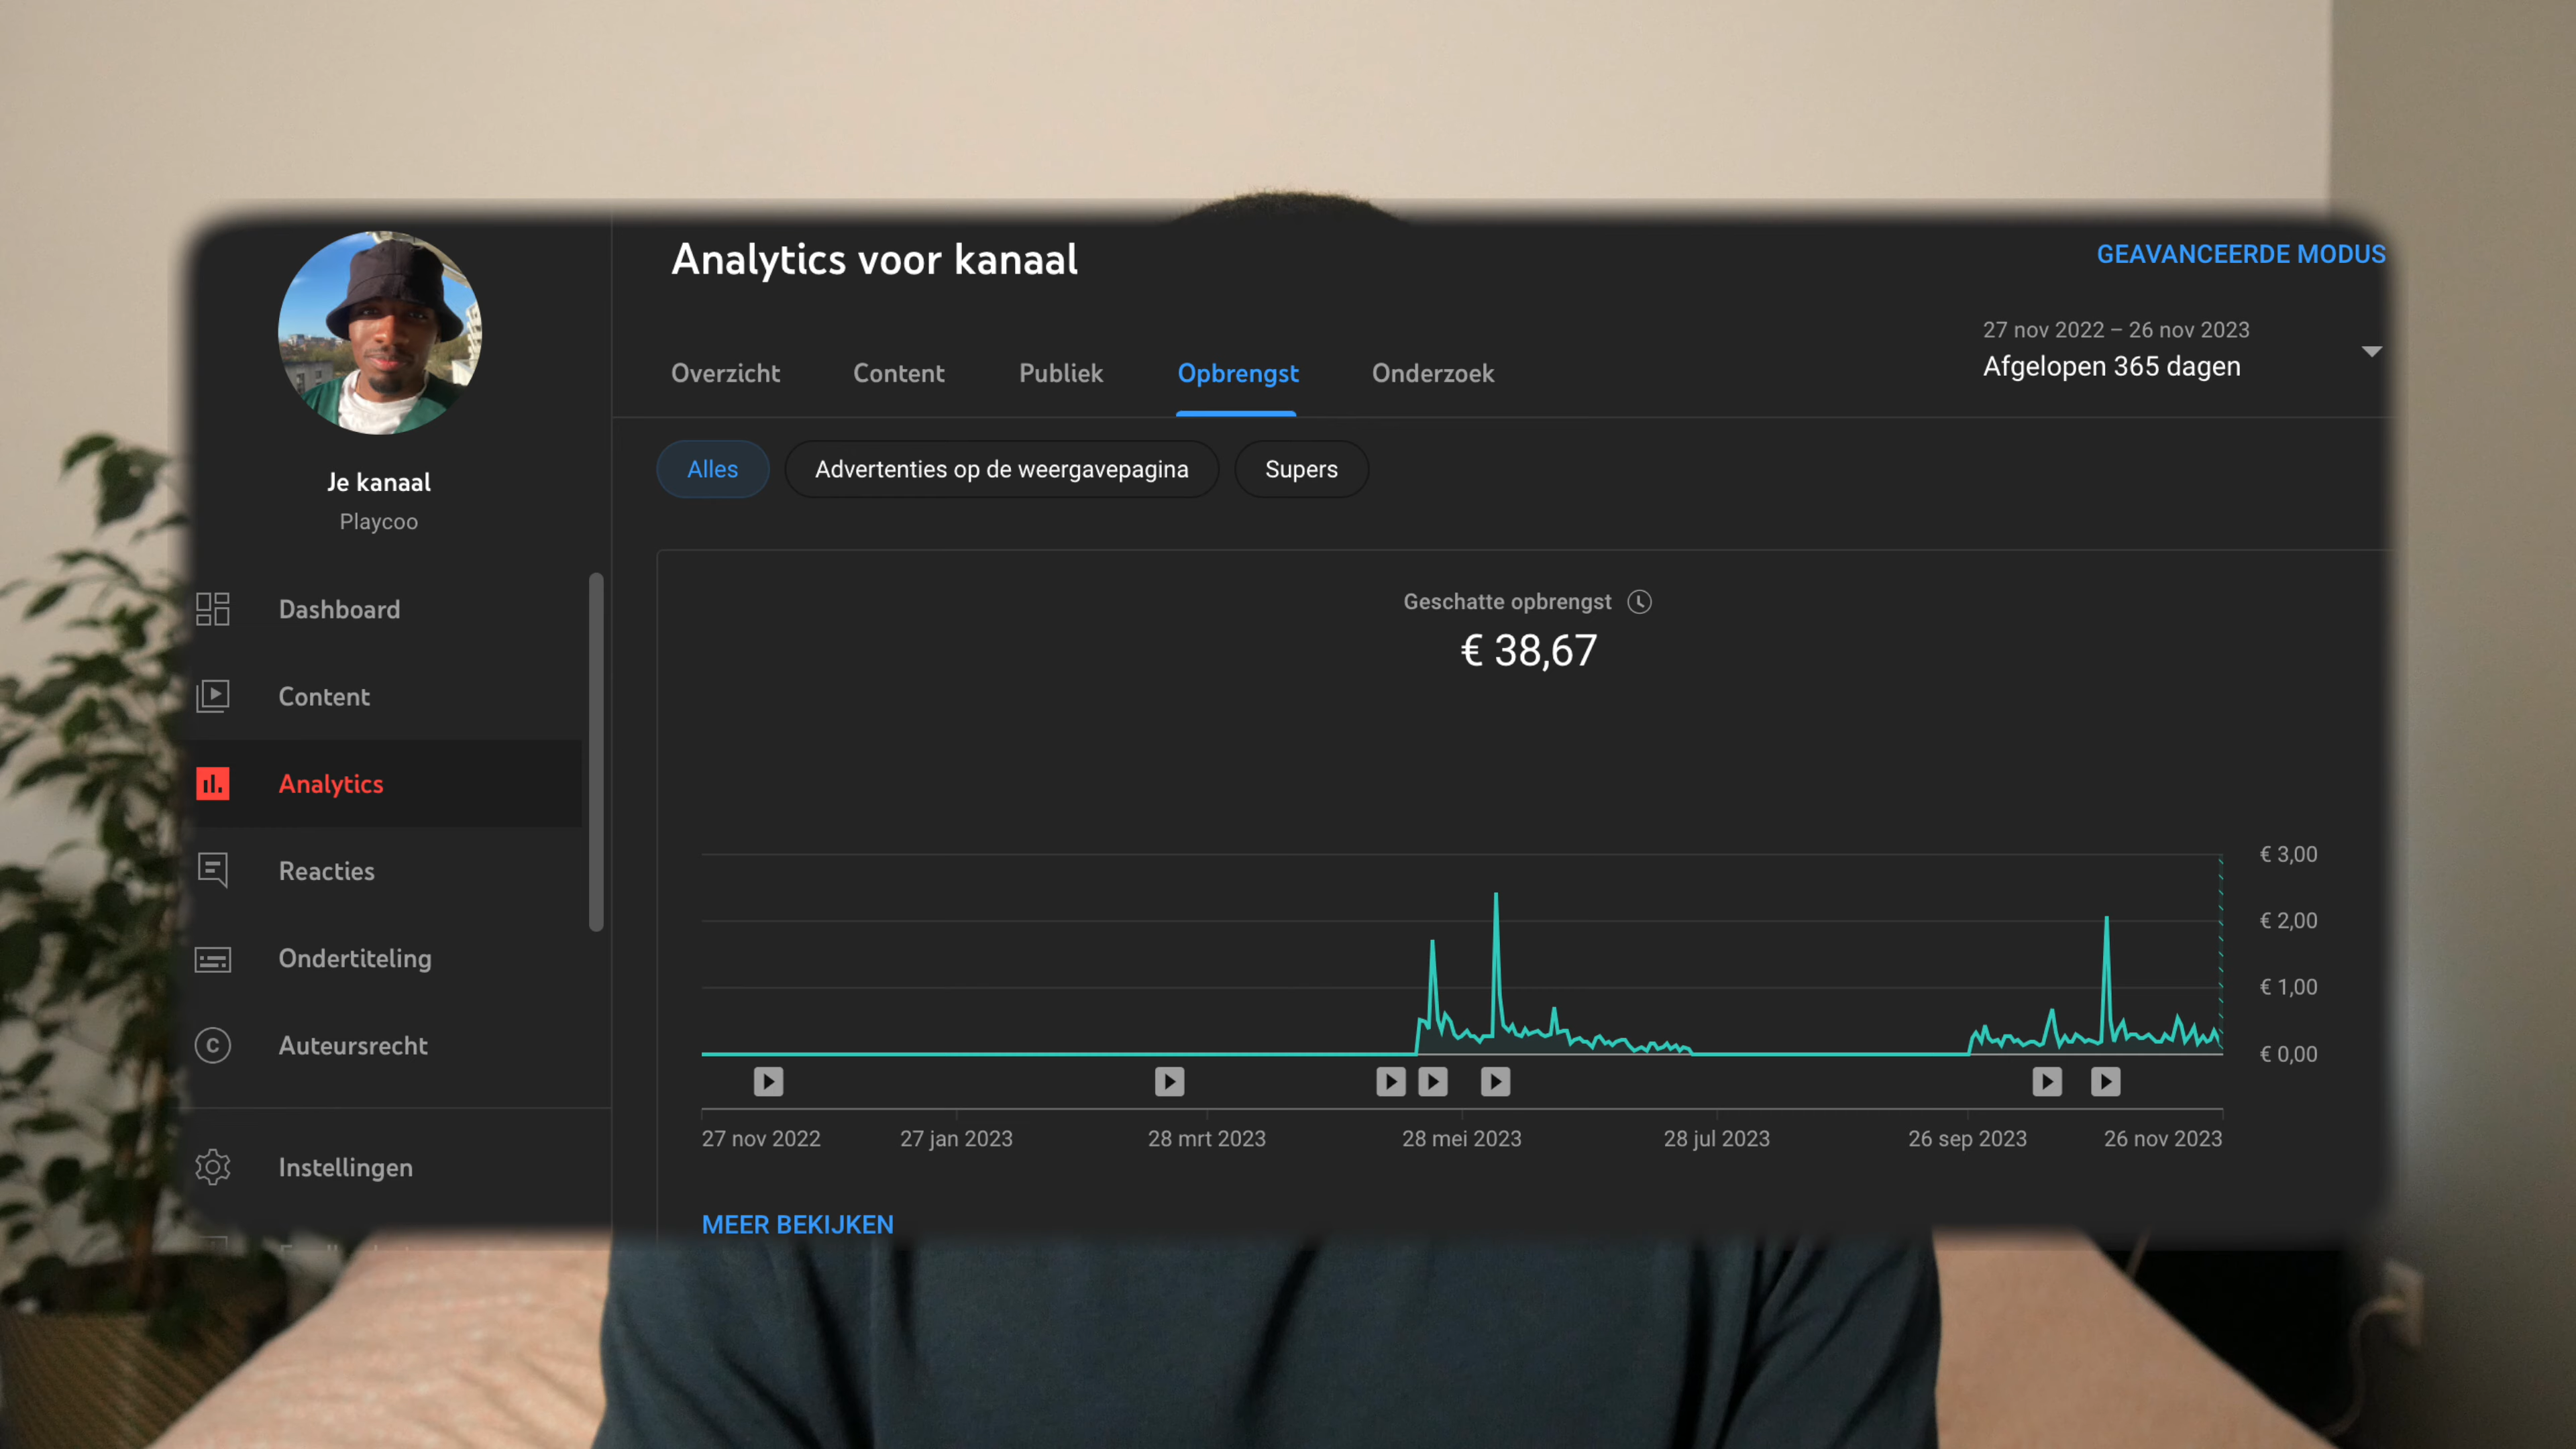 Analytics voor kanaal
GEAVANCEERDE MODUS
27 nov 2022 – 26 nov 2023
Afgelopen 365 dagen
Overzicht
Content
Publiek
Opbrengst
Onderzoek
Alles
Advertenties op de weergavepagina
Supers
Je kanaal
Playcoo
Dashboard
Content
Analytics
Reacties
Ondertiteling
Auteursrecht
Instellingen
Geschatte opbrengst
€ 38,67
€ 3,00
€ 2,00
€ 1,00
€ 0,00
27 nov 2022
27 jan 2023
28 mrt 2023
28 mei 2023
28 jul 2023
26 sep 2023
26 nov 2023
MEER BEKIJKEN